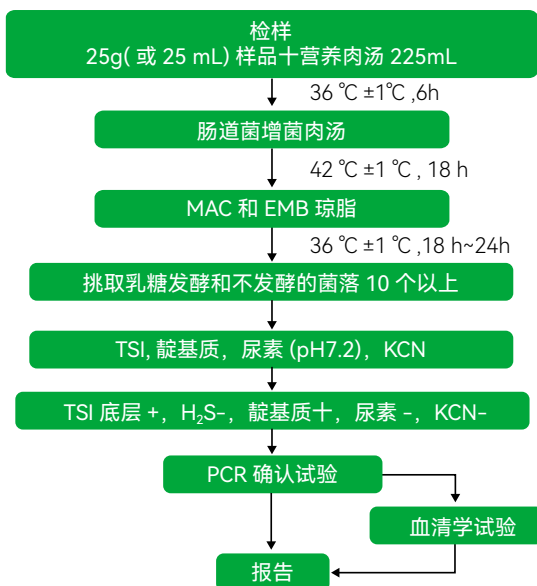 检样
25g( 或 25 mL) 样品十营养肉汤 225mL
36 ℃ ±1℃ ,6h
肠道菌增菌肉汤
42 ℃ ±1 ℃ , 18 h
MAC 和 EMB 琼脂
36 ℃ ±1 ℃ ,18 h~24h
挑取乳糖发酵和不发酵的菌落 10 个以上
TSI, 靛基质，尿素 (pH7.2)，KCN
TSI 底层 +，H₂S-，靛基质十，尿素 -，KCN-
PCR 确认试验
血清学试验
报告